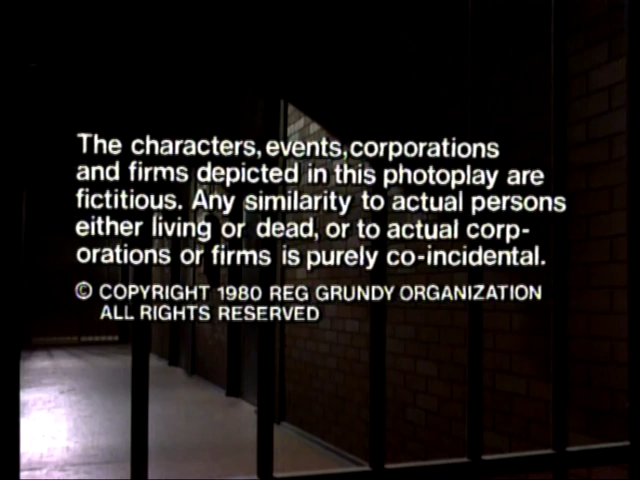 The characters, events, corporations
and firms depicted in this photoplay are
fictitious. Any similarity to actual persons
either living or dead, or to actual corp-
orations or firms is purely co-incidental.
© COPYRIGHT 1980 REG GRUNDY ORGANIZATION
ALL RIGHTS RESERVED